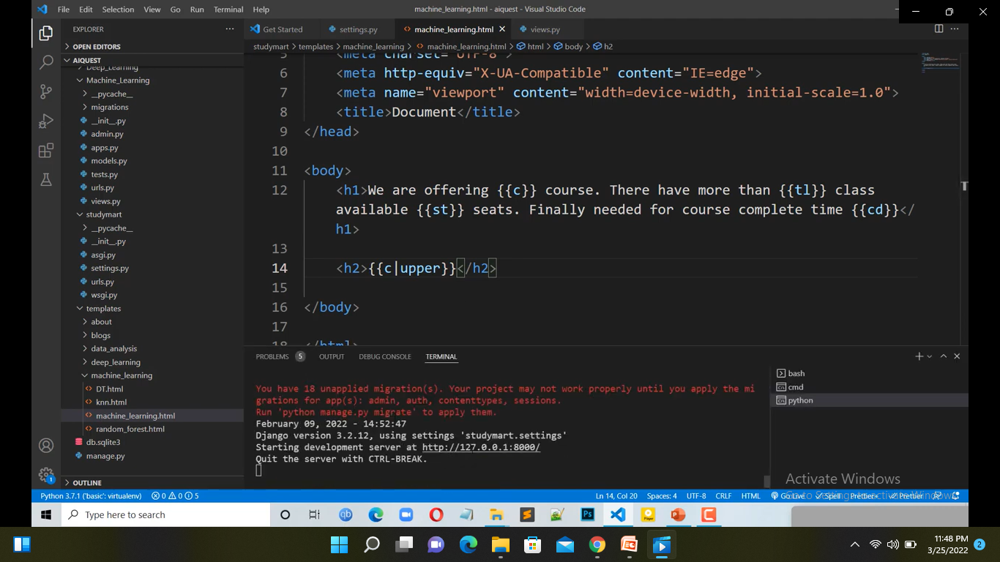 File Edit Selection View Go Run Terminal Help
machine_learning.html - aiquest - Visual Studio Code
EXPLORER
OPEN EDITORS
AIQUEST
Deep_Learning
Machine_Learning
__pycache__
migrations
__init__.py
admin.py
apps.py
models.py
tests.py
urls.py
views.py
studymart
__pycache__
__init__.py
asgi.py
settings.py
urls.py
wsgi.py
templates
about
blogs
data_analysis
deep_learning
machine_learning
DT.html
knn.html
machine_learning.html
random_forest.html
db.sqlite3
manage.py
OUTLINE
Get Started settings.py machine_learning.html views.py
studymart > templates > machine_learning > machine_learning.html > html > body > h2
5 <meta charset="UTF-8">
6 <meta http-equiv="X-UA-Compatible" content="IE=edge">
7 <meta name="viewport" content="width=device-width, initial-scale=1.0">
8 <title>Document</title>
9 </head>
10
11 <body>
12 <h1>We are offering {{c}} course. There have more than {{tl}} class
available {{st}} seats. Finally needed for course complete time {{cd}}</
h1>
13
14 <h2>{{c|upper}}</h2>
15
16 </body>
17
18 </html>
PROBLEMS 5 OUTPUT DEBUG CONSOLE TERMINAL
You have 18 unapplied migration(s). Your project may not work properly until you apply the mi
grations for app(s): admin, auth, contenttypes, sessions.
Run 'python manage.py migrate' to apply them.
February 09, 2022 - 14:52:47
Django version 3.2.12, using settings 'studymart.settings'
Starting development server at http://127.0.0.1:8000/
Quit the server with CTRL-BREAK.
bash
cmd
python
Activate Windows
Go to Settings to activate Windows.
1
Python 3.7.1 ('basic': virtualenv) 0 0 5
Ln 14, Col 20 Spaces: 4 UTF-8 CRLF HTML Go Live Spell Prettier Prettier
Type here to search
qb
Ps
Player
P
C
11:48 PM
3/25/2022
2